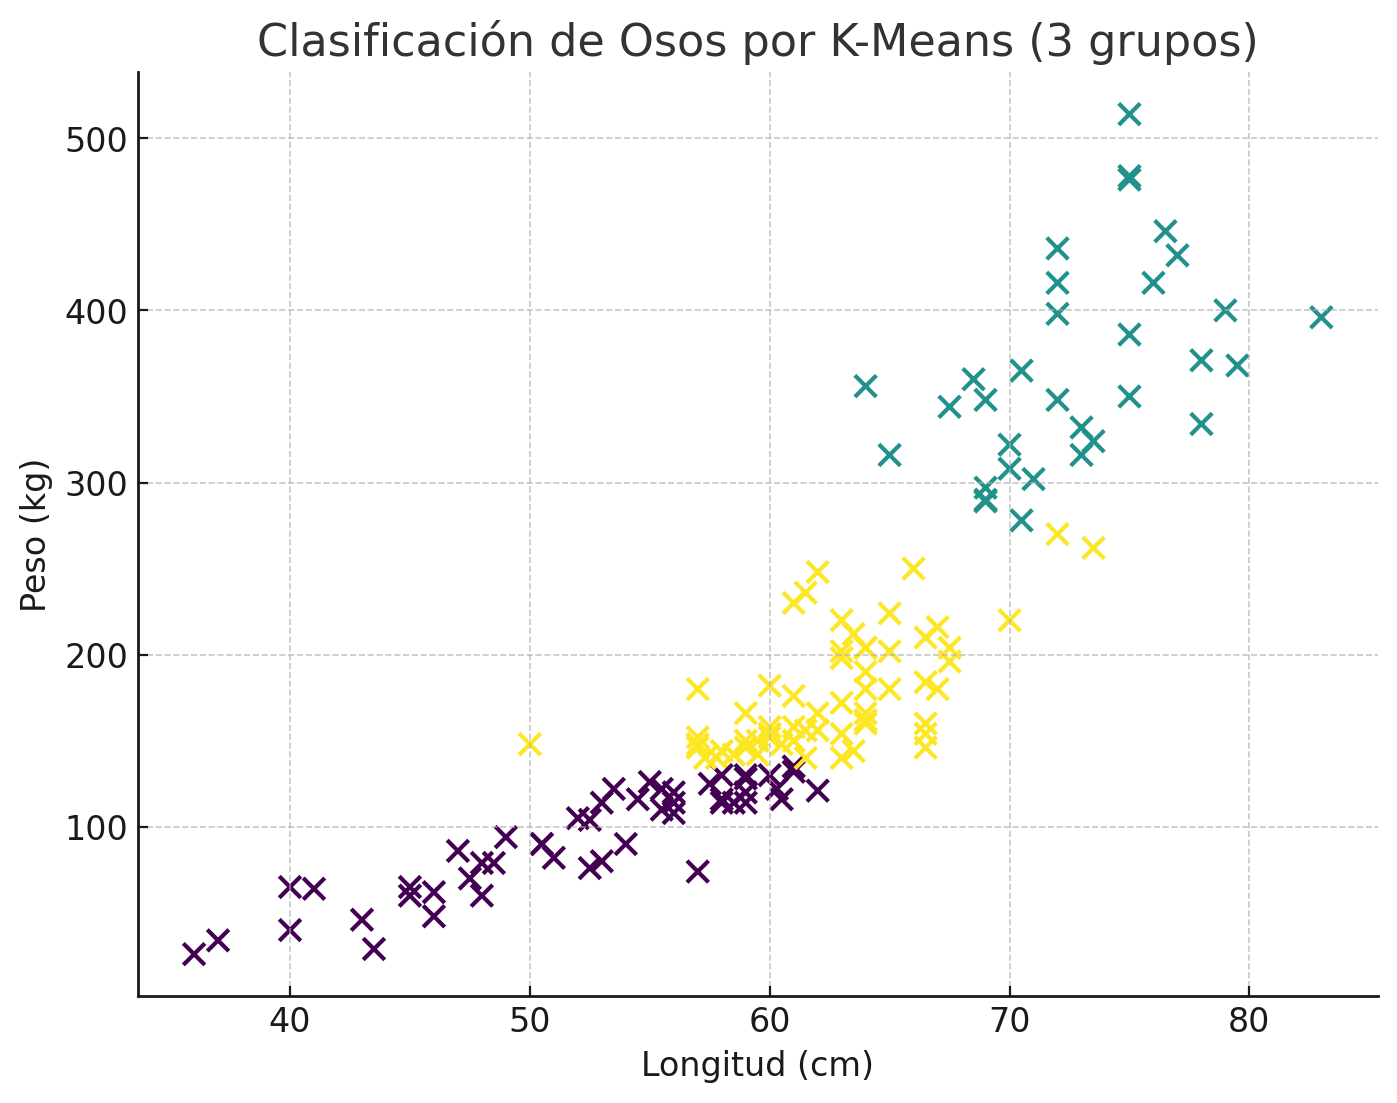 Clasificación de Osos por K-Means (3 grupos)
500
400
300
200
100
Peso (kg)
40 50 60 70 80
Longitud (cm)